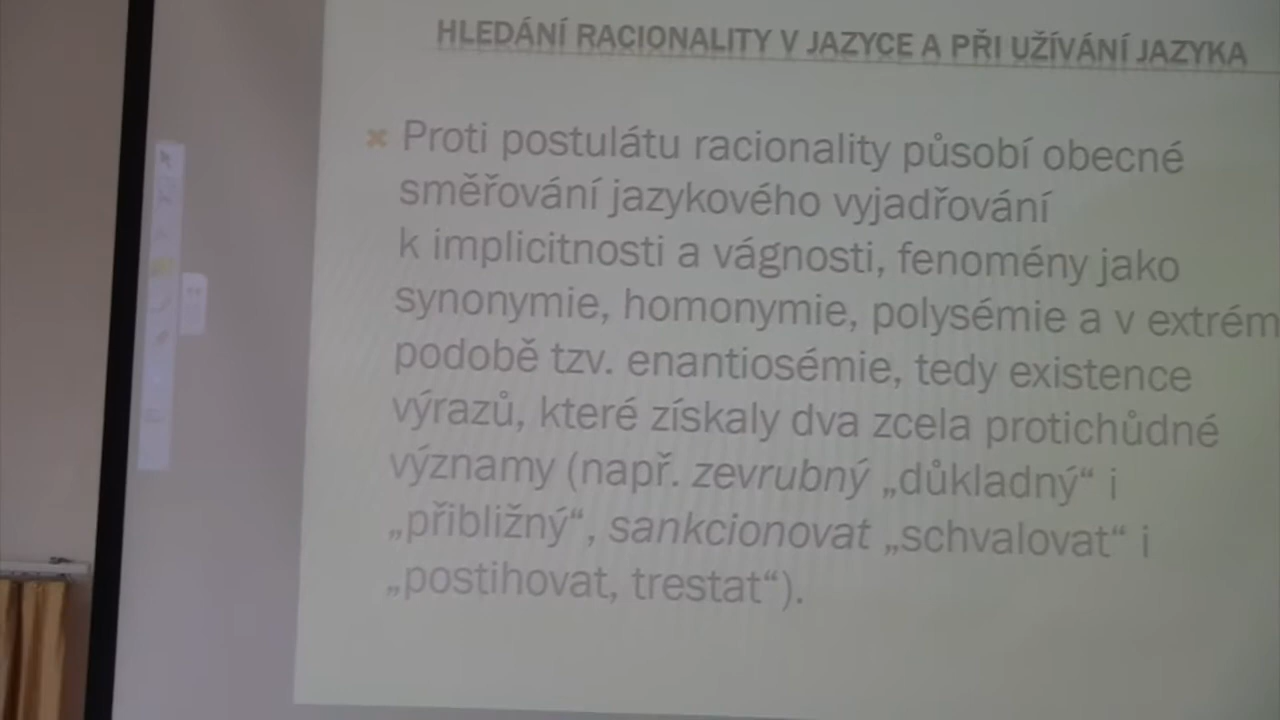 HLEDÁNÍ RACIONALITY V JAZYCE A PŘI UŽÍVÁNÍ JAZYKA
Proti postulátu racionality působí obecné
směřování jazykového vyjadřování
k implicitnosti a vágnosti, fenomény jako
synonymie, homonymie, polysémie a v extrém
podobě tzv. enantiosémie, tedy existence
výrazů, které získaly dva zcela protichůdné
významy (např. zevrubný „důkladný“ i
„přibližný“, sankcionovat „schvalovat“ i
„postihovat, trestat“).